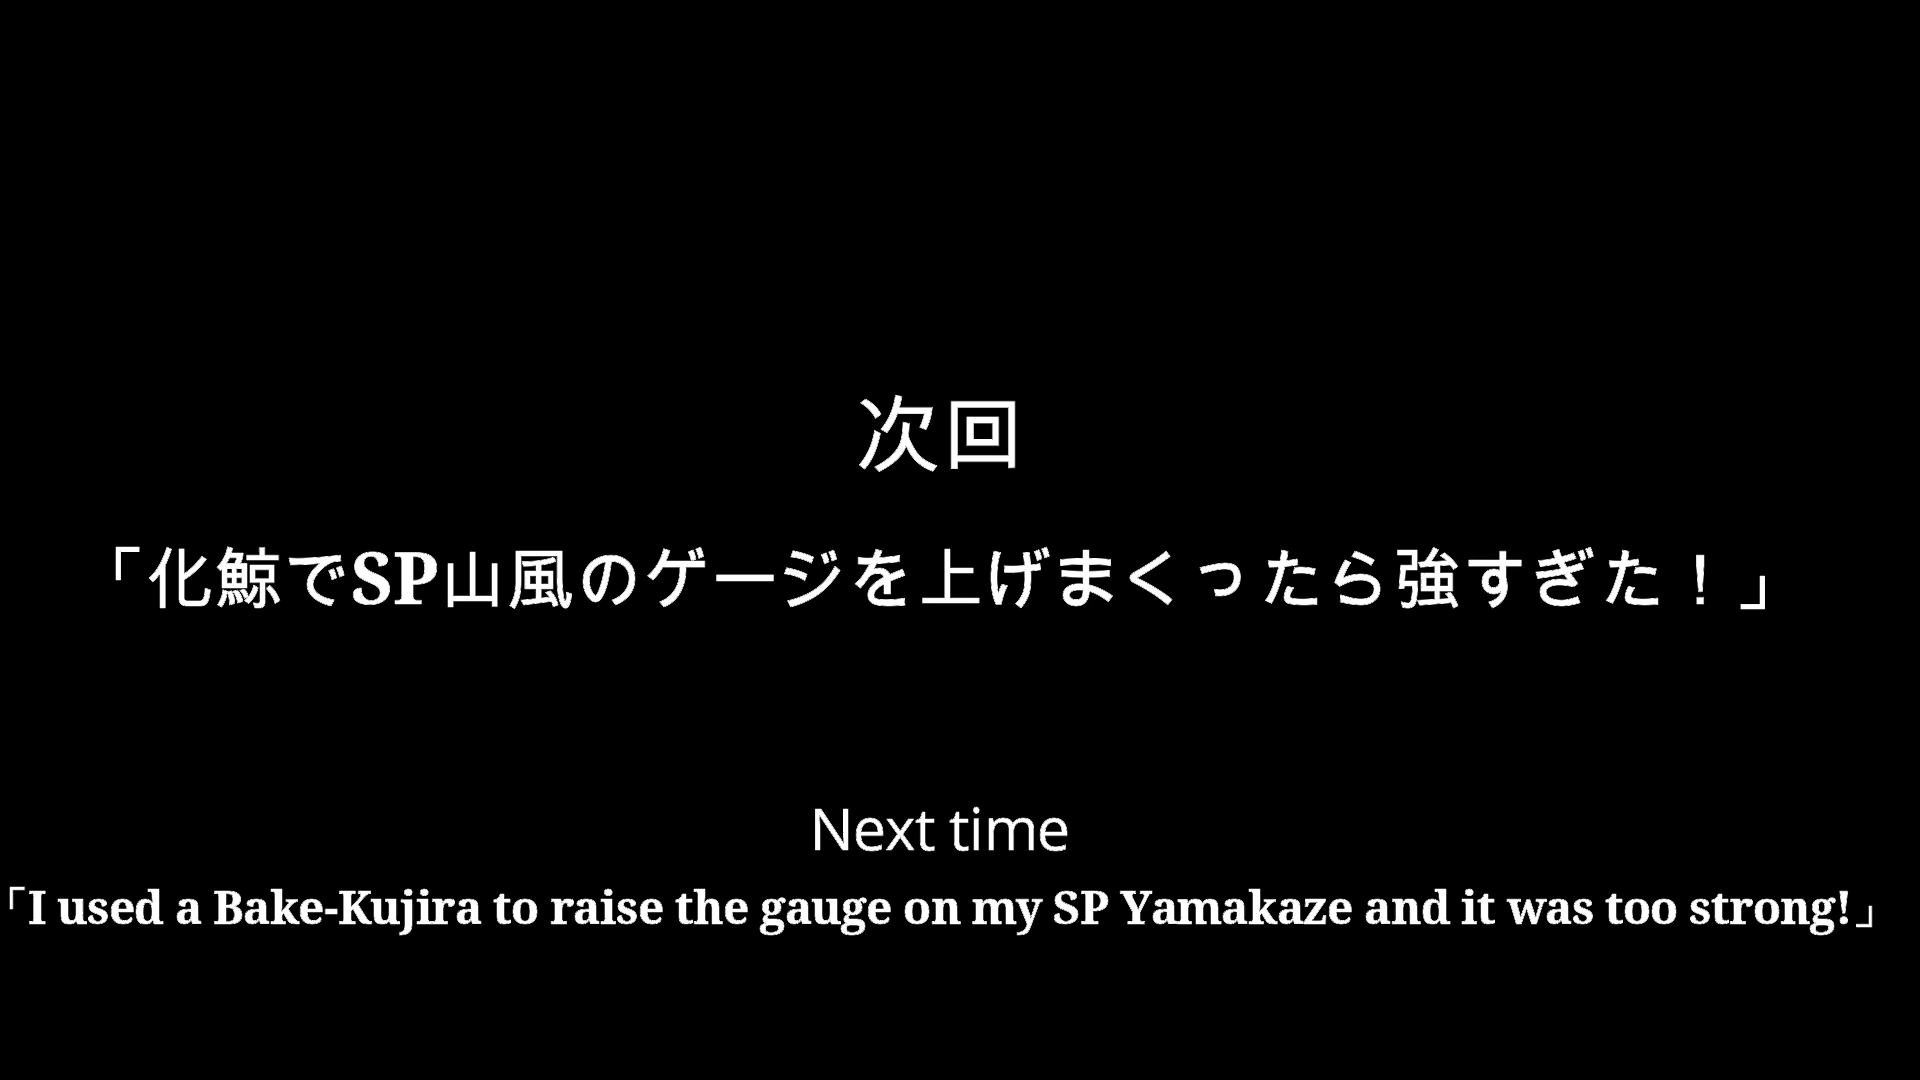 次回
「化鯨でSP山風のゲージを上げまくったら強すぎた！」
Next time
「I used a Bake-Kujira to raise the gauge on my SP Yamakaze and it was too strong!」